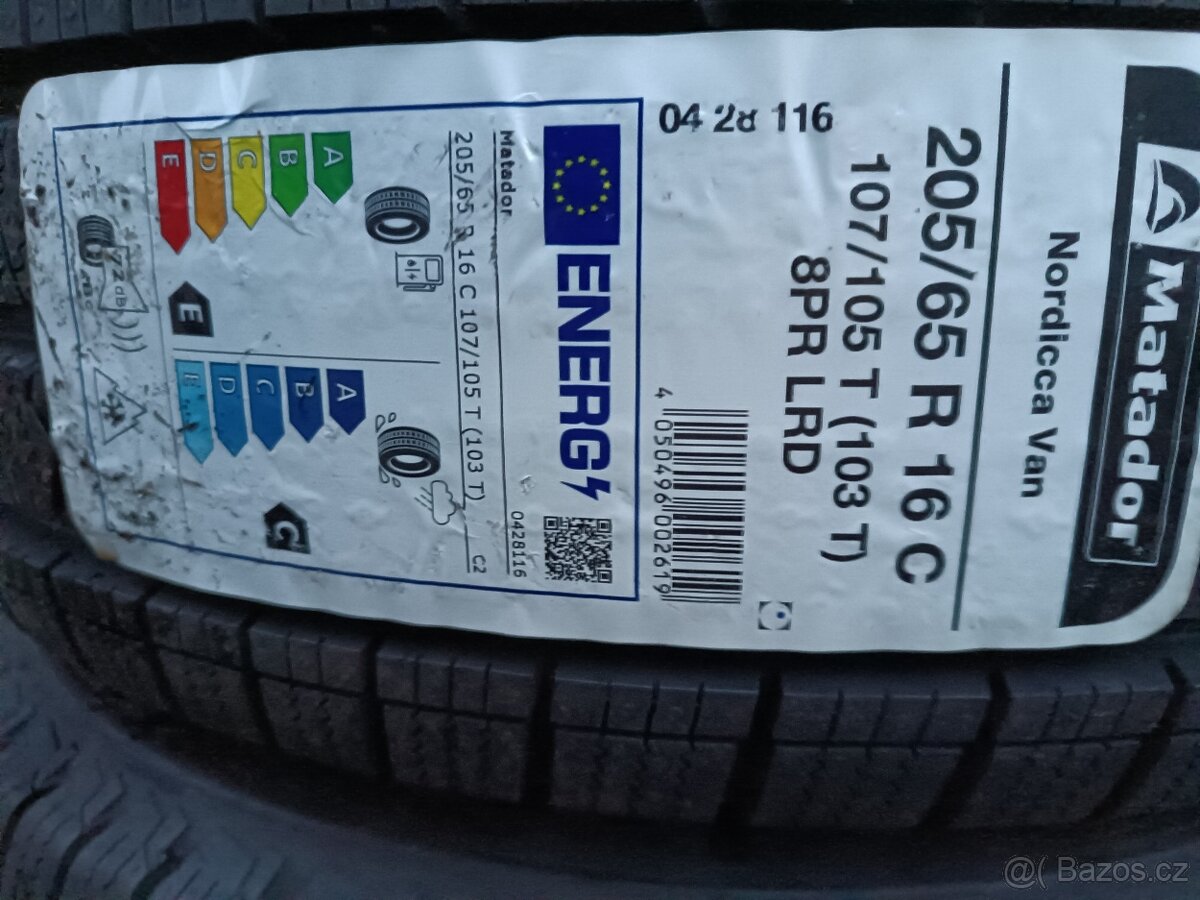 Matador
Nordicca Van
205/65 R 16 C
107/105 T (103 T)
8PR LRD
04 28 116
4 050496 002619
ENERG
Matador
0428116
205/65 R 16 C 107/105 T (103 T)
C2
A
B
C
D
E
E
A
B
C
D
E
C
dB
@( Bazos.cz